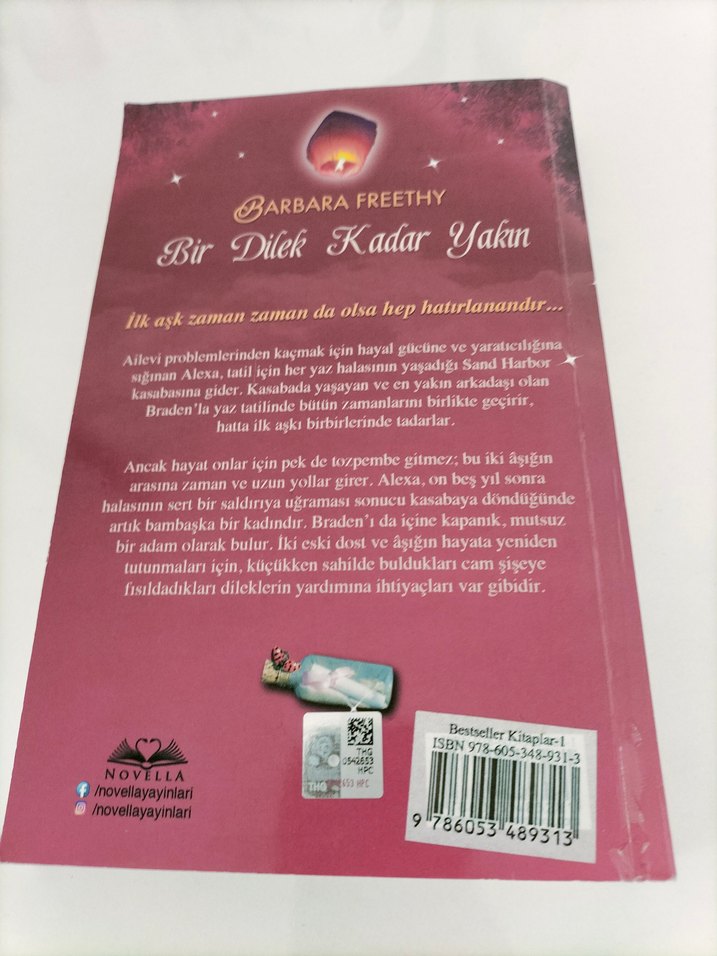 BARBARA FREETHY
Bir Dilek Kadar Yakın
İlk aşk zaman zaman da olsa hep hatırlanandır...
Ailevi problemlerinden kaçmak için hayal gücüne ve yaratıcılığına
sığınan Alexa, tatil için her yaz halasının yaşadığı Sand Harbor
kasabasına gider. Kasabada yaşayan ve en yakın arkadaşı olan
Braden'la yaz tatilinde bütün zamanlarını birlikte geçirir,
hatta ilk aşkı birbirlerinde tadarlar.
Ancak hayat onlar için pek de tozpembe gitmez; bu iki âşığın
arasına zaman ve uzun yollar girer. Alexa, on beş yıl sonra
halasının sert bir saldırıya uğraması sonucu kasabaya döndüğünde
artık bambaşka bir kadındır. Braden'ı da içine kapanık, mutsuz
bir adam olarak bulur. İki eski dost ve âşığın hayata yeniden
tutunmaları için, küçükken sahilde buldukları cam şişeye
fısıldadıkları dileklerin yardımına ihtiyaçları var gibidir.
NOVELLA
/novellayayinlari
/novellayayinlari
THQ
0542653
HPC
THQ
653 HPC
Bestseller Kitaplar-1
ISBN 978-605-348-931-3
9 786053 489313